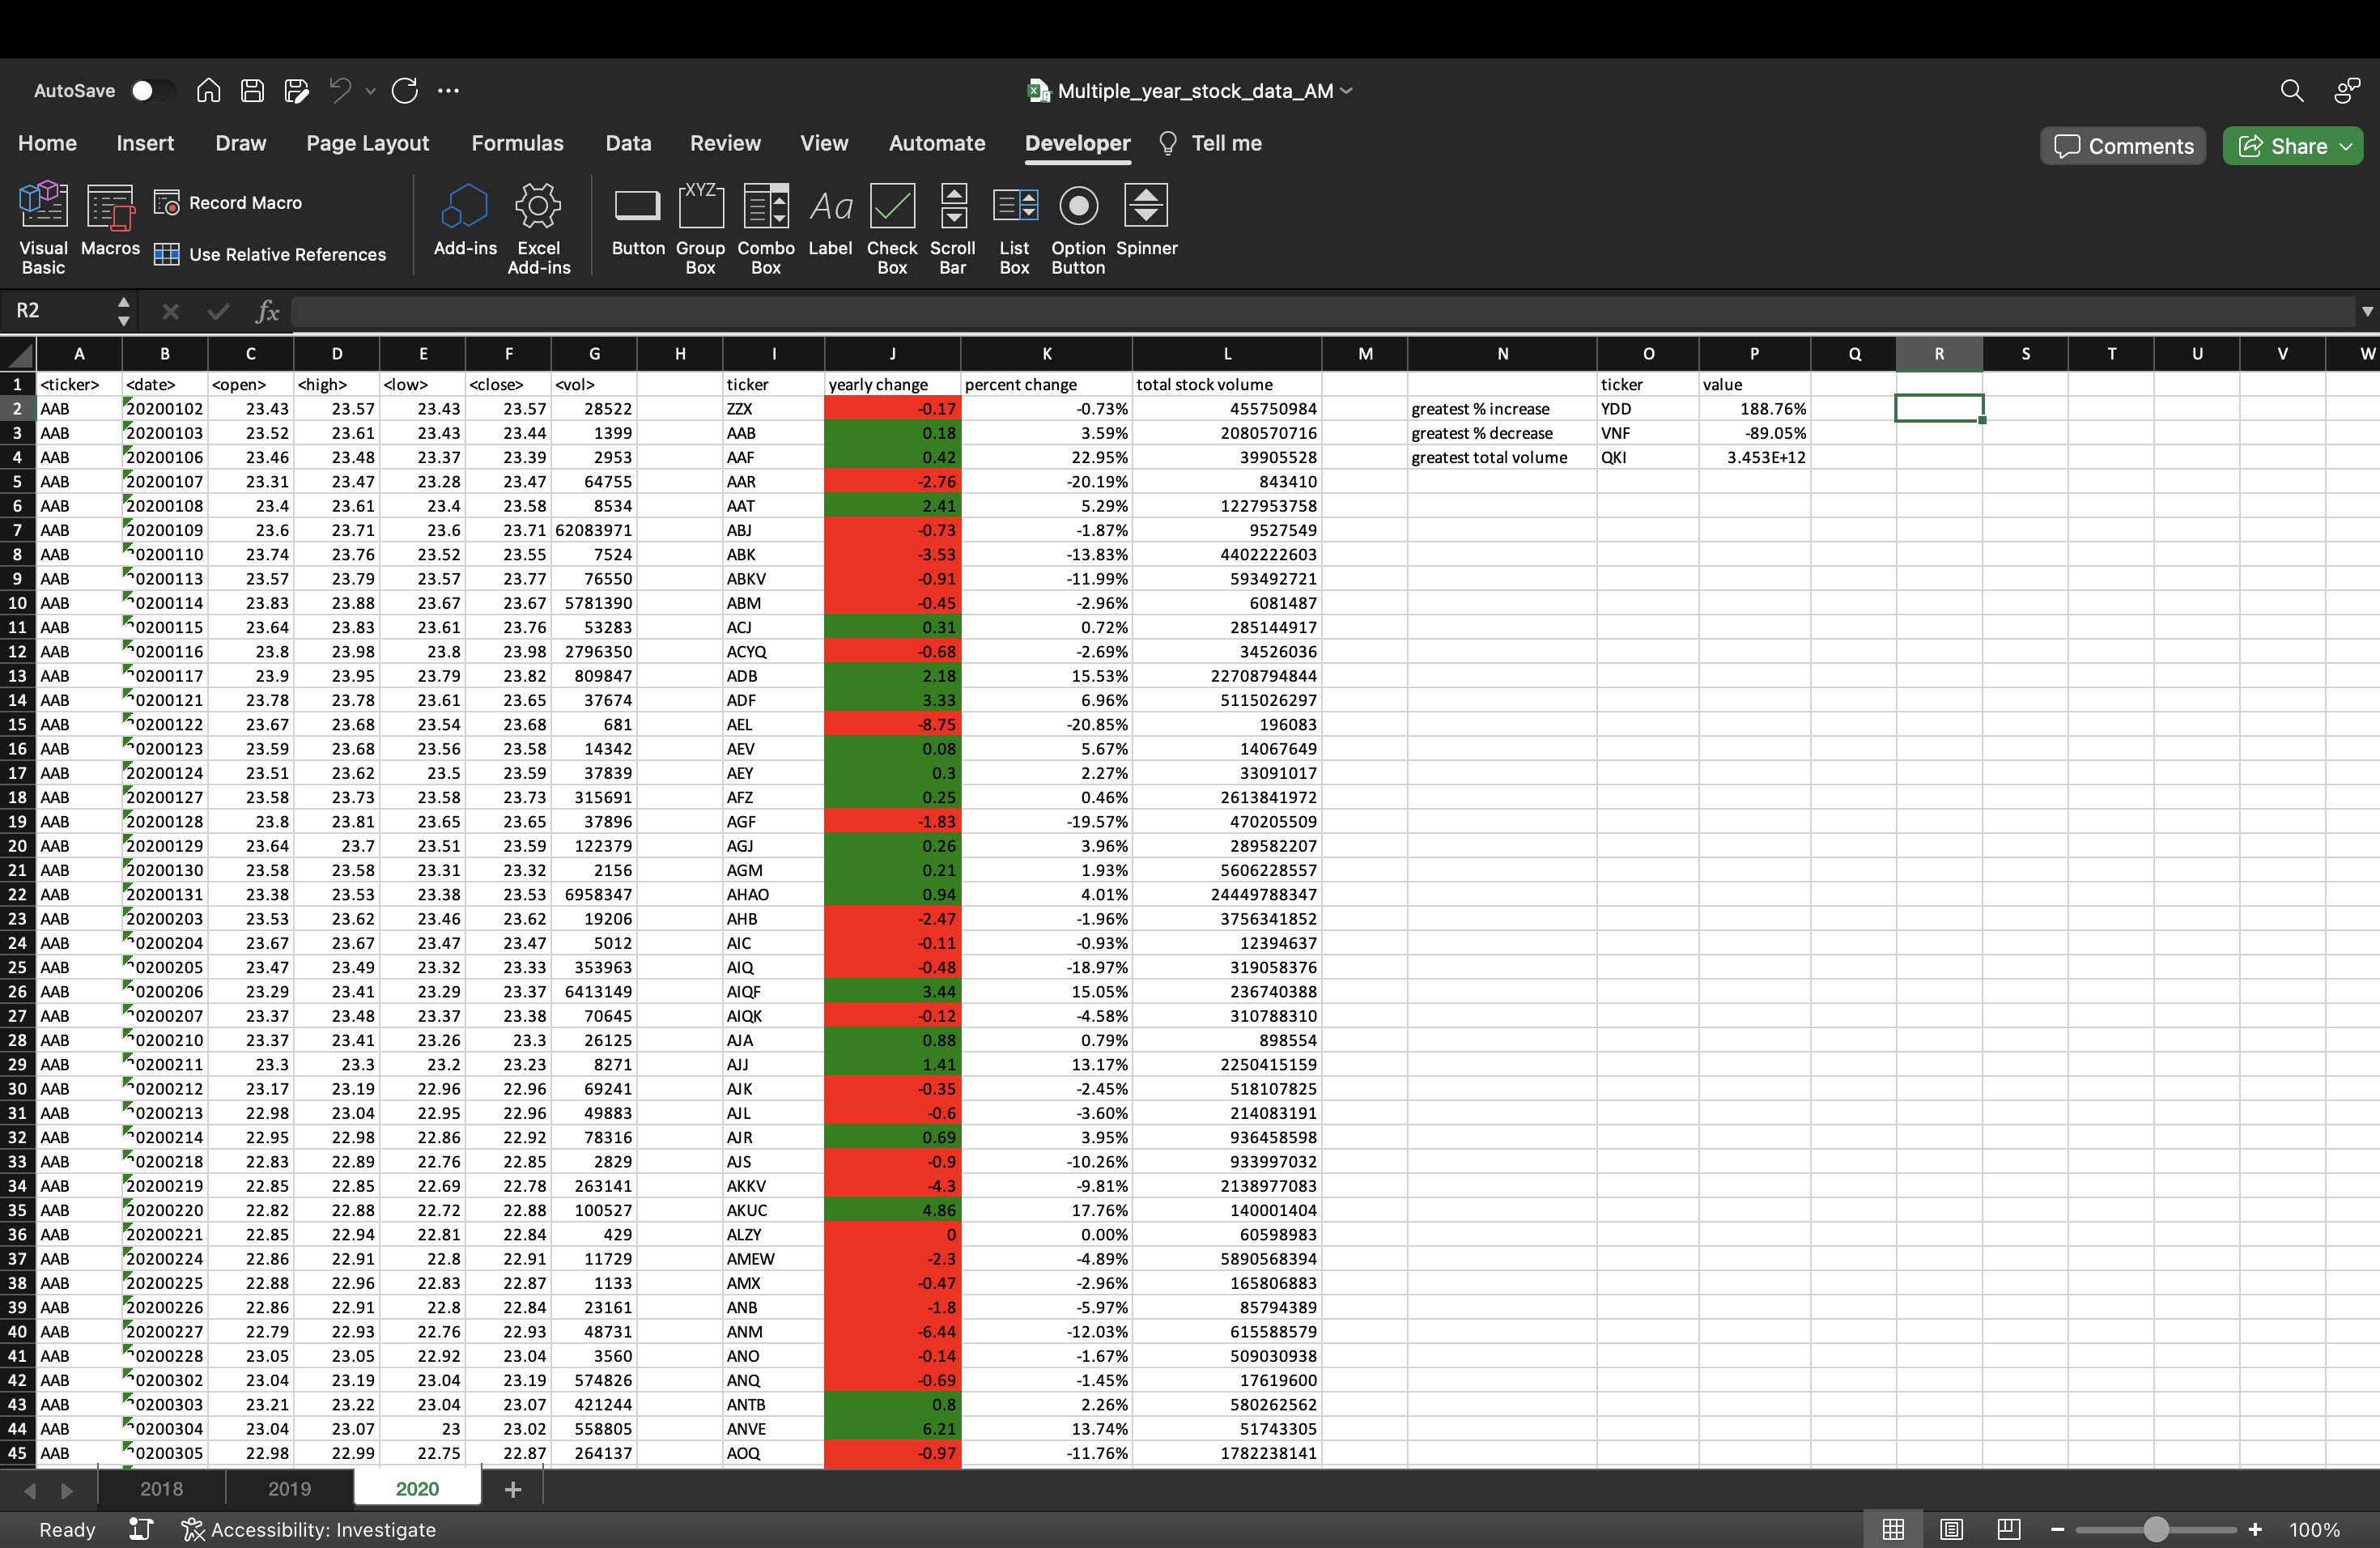 AutoSave
Multiple_year_stock_data_AM
Home Insert Draw Page Layout Formulas Data Review View Automate Developer Tell me Comments Share
Visual Basic Macros Record Macro Use Relative References Add-ins Excel Add-ins Button Group Box Combo Box Label Check Box Scroll Bar List Box Option Button Spinner
XYZ Aa
R2 fx
A B C D E F G H I J K L M N O P Q R S T U V W
1 <ticker> <date> <open> <high> <low> <close> <vol> ticker yearly change percent change total stock volume ticker value
2 AAB 20200102 23.43 23.57 23.43 23.57 28522 ZZX -0.17 -0.73% 455750984 greatest % increase YDD 188.76%
3 AAB 20200103 23.52 23.61 23.43 23.44 1399 AAB 0.18 3.59% 2080570716 greatest % decrease VNF -89.05%
4 AAB 20200106 23.46 23.48 23.37 23.39 2953 AAF 0.42 22.95% 39905528 greatest total volume QKI 3.453E+12
5 AAB 20200107 23.31 23.47 23.28 23.47 64755 AAR -2.76 -20.19% 843410
6 AAB 20200108 23.4 23.61 23.4 23.58 8534 AAT 2.41 5.29% 1227953758
7 AAB 20200109 23.6 23.71 23.6 23.71 62083971 ABJ -0.73 -1.87% 9527549
8 AAB 20200110 23.74 23.76 23.52 23.55 7524 ABK -3.53 -13.83% 4402222603
9 AAB 20200113 23.57 23.79 23.57 23.77 76550 ABKV -0.91 -11.99% 593492721
10 AAB 20200114 23.83 23.88 23.67 23.67 5781390 ABM -0.45 -2.96% 6081487
11 AAB 20200115 23.64 23.83 23.61 23.76 53283 ACJ 0.31 0.72% 285144917
12 AAB 20200116 23.8 23.98 23.8 23.98 2796350 ACYQ -0.68 -2.69% 34526036
13 AAB 20200117 23.9 23.95 23.79 23.82 809847 ADB 2.18 15.53% 22708794844
14 AAB 20200121 23.78 23.78 23.61 23.65 37674 ADF 3.33 6.96% 5115026297
15 AAB 20200122 23.67 23.68 23.54 23.68 681 AEL -8.75 -20.85% 196083
16 AAB 20200123 23.59 23.68 23.56 23.58 14342 AEV 0.08 5.67% 14067649
17 AAB 20200124 23.51 23.62 23.5 23.59 37839 AEY 0.3 2.27% 33091017
18 AAB 20200127 23.58 23.73 23.58 23.73 315691 AFZ 0.25 0.46% 2613841972
19 AAB 20200128 23.8 23.81 23.65 23.65 37896 AGF -1.83 -19.57% 470205509
20 AAB 20200129 23.64 23.7 23.51 23.59 122379 AGJ 0.26 3.96% 289582207
21 AAB 20200130 23.58 23.58 23.31 23.32 2156 AGM 0.21 1.93% 5606228557
22 AAB 20200131 23.38 23.53 23.38 23.53 6958347 AHAO 0.94 4.01% 24449788347
23 AAB 20200203 23.53 23.62 23.46 23.62 19206 AHB -2.47 -1.96% 3756341852
24 AAB 20200204 23.67 23.67 23.47 23.47 5012 AIC -0.11 -0.93% 12394637
25 AAB 20200205 23.47 23.49 23.32 23.33 353963 AIQ -0.48 -18.97% 319058376
26 AAB 20200206 23.29 23.41 23.29 23.37 6413149 AIQF 3.44 15.05% 236740388
27 AAB 20200207 23.37 23.48 23.37 23.38 70645 AIQK -0.12 -4.58% 310788310
28 AAB 20200210 23.37 23.41 23.26 23.3 26125 AJA 0.88 0.79% 898554
29 AAB 20200211 23.3 23.3 23.2 23.23 8271 AJJ 1.41 13.17% 2250415159
30 AAB 20200212 23.17 23.19 22.96 22.96 69241 AJK -0.35 -2.45% 518107825
31 AAB 20200213 22.98 23.04 22.95 22.96 49883 AJL -0.6 -3.60% 214083191
32 AAB 20200214 22.95 22.98 22.86 22.92 78316 AJR 0.69 3.95% 936458598
33 AAB 20200218 22.83 22.89 22.76 22.85 2829 AJS -0.9 -10.26% 933997032
34 AAB 20200219 22.85 22.85 22.69 22.78 263141 AKKV -4.3 -9.81% 2138977083
35 AAB 20200220 22.82 22.88 22.72 22.88 100527 AKUC 4.86 17.76% 140001404
36 AAB 20200221 22.85 22.94 22.81 22.84 429 ALZY 0 0.00% 60598983
37 AAB 20200224 22.86 22.91 22.8 22.91 11729 AMEW -2.3 -4.89% 5890568394
38 AAB 20200225 22.88 22.96 22.83 22.87 1133 AMX -0.47 -2.96% 165806883
39 AAB 20200226 22.86 22.91 22.8 22.84 23161 ANB -1.8 -5.97% 85794389
40 AAB 20200227 22.79 22.93 22.76 22.93 48731 ANM -6.44 -12.03% 615588579
41 AAB 20200228 23.05 23.05 22.92 23.04 3560 ANO -0.14 -1.67% 509030938
42 AAB 20200302 23.04 23.19 23.04 23.19 574826 ANQ -0.69 -1.45% 17619600
43 AAB 20200303 23.21 23.22 23.04 23.07 421244 ANTB 0.8 2.26% 580262562
44 AAB 20200304 23.04 23.07 23 23.02 558805 ANVE 6.21 13.74% 51743305
45 AAB 20200305 22.98 22.99 22.75 22.87 264137 AOQ -0.97 -11.76% 1782238141
2018 2019 2020
Ready Accessibility: Investigate 100%